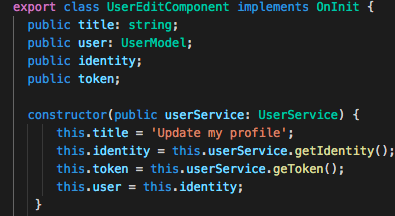 export class UserEditComponent implements OnInit {
public title: string;
public user: UserModel;
public identity;
public token;
constructor(public userService: UserService) {
this.title = 'Update my profile';
this.identity = this.userService.getIdentity();
this.token = this.userService.geToken();
this.user = this.identity;
}